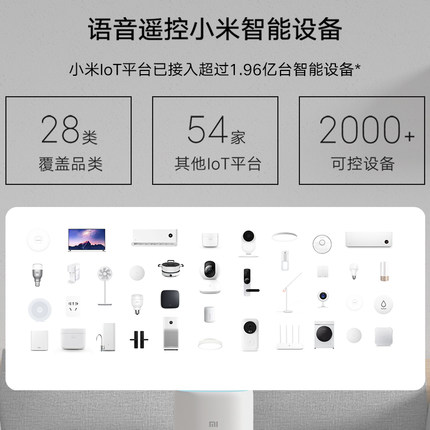 语音遥控小米智能设备
小米IoT平台已接入超过1.96亿台智能设备*
28类
覆盖品类
54家
其他IoT平台
2000+
可控设备
MI